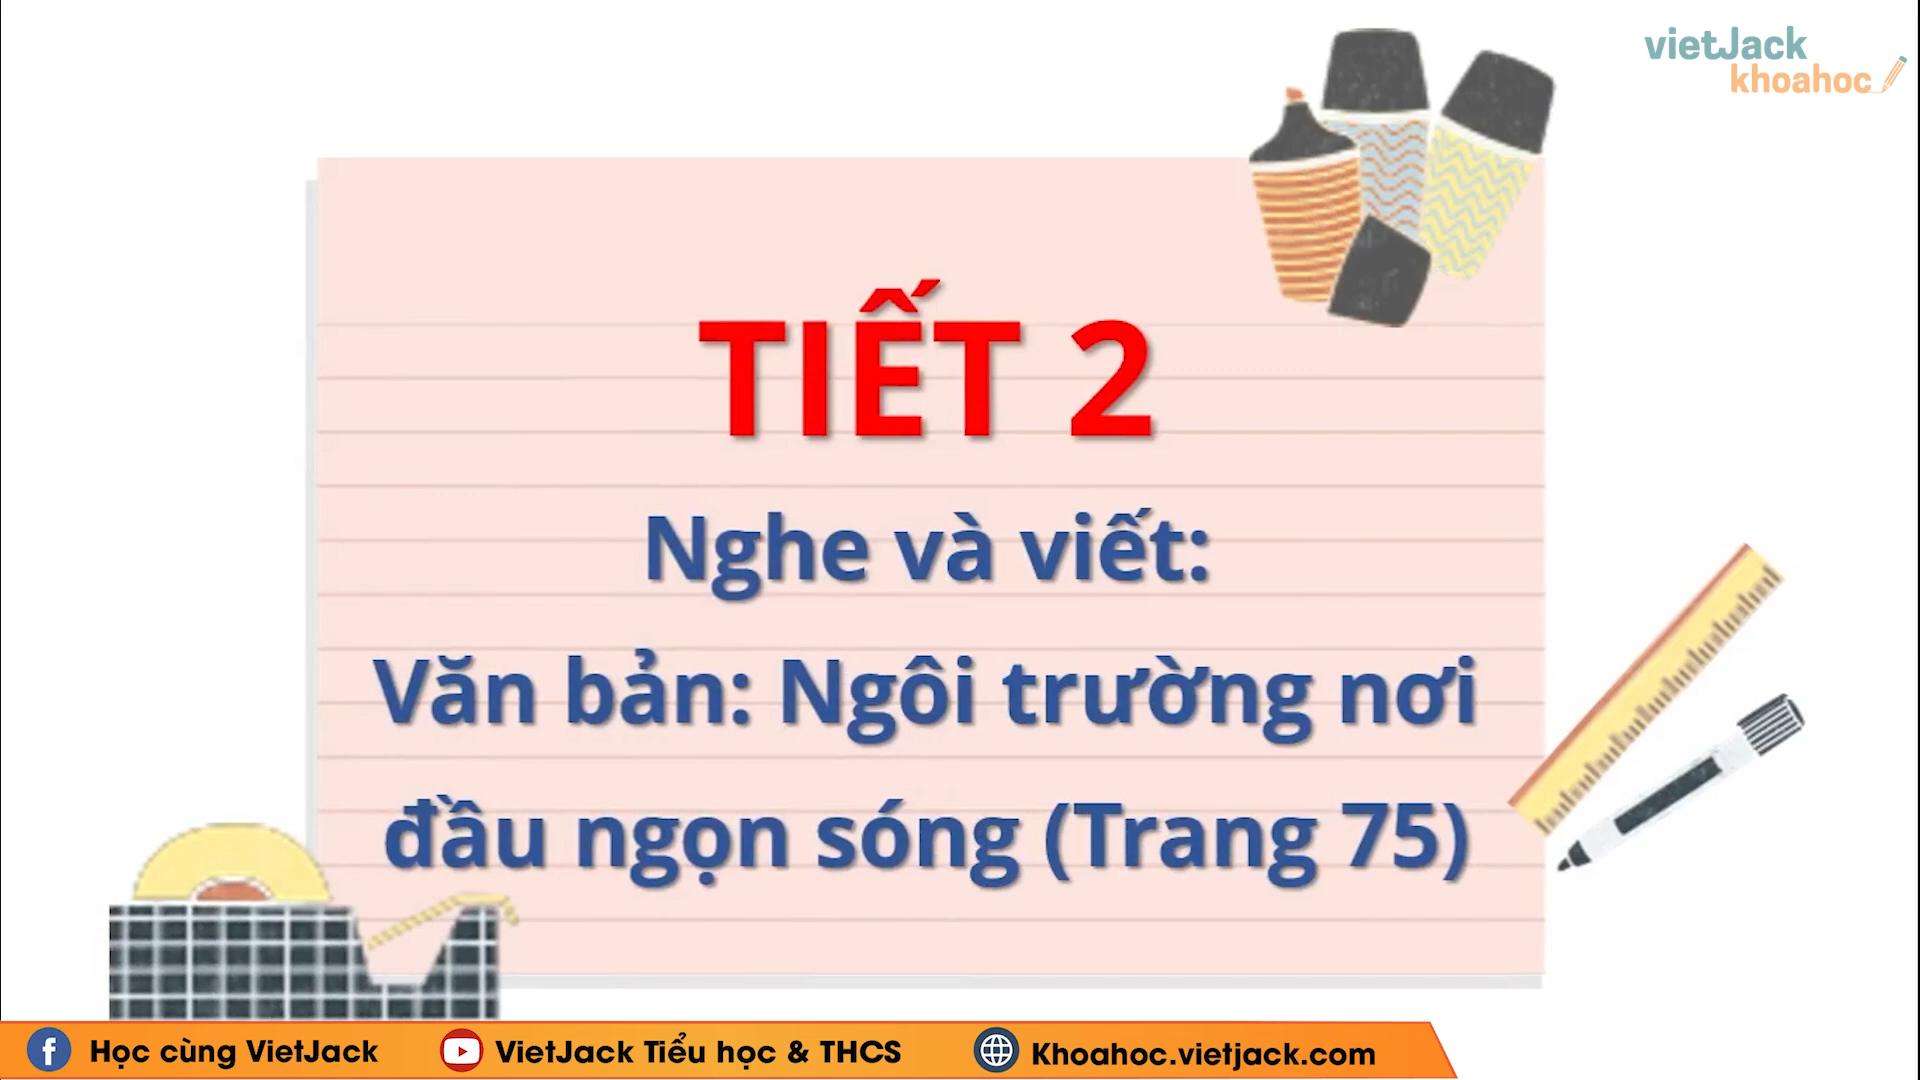 vietJack
khoahoc
TIẾT 2
Nghe và viết:
Văn bản: Ngôi trường nơi
đầu ngọn sóng (Trang 75)
Học cùng VietJack
VietJack Tiểu học & THCS
Khoahoc.vietjack.com